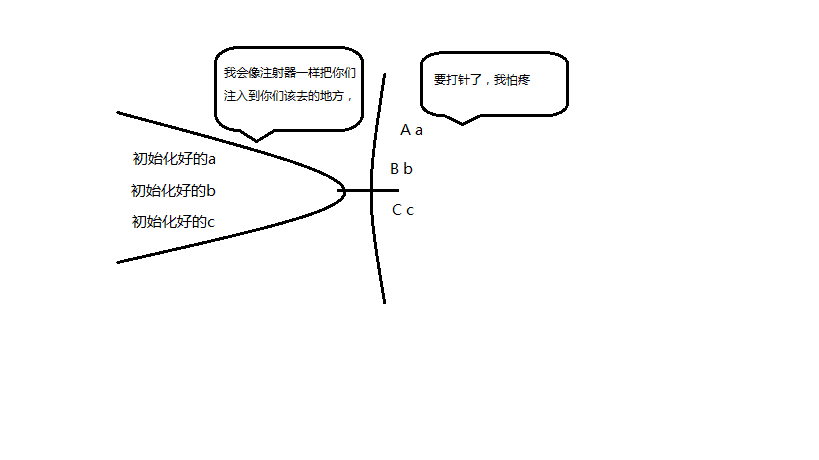 我会像注射器一样把你们
注入到你们该去的地方，
要打针了，我怕疼
A a
初始化好的a
B b
初始化好的b
C c
初始化好的c